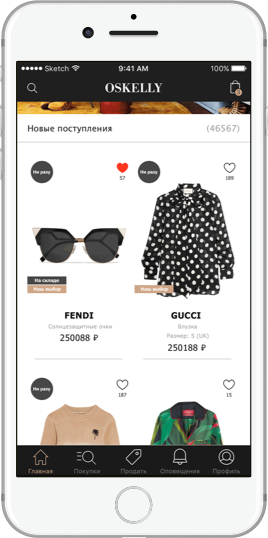 Sketch 9:41 AM 100%
OSKELLY
2
Новые поступления (46567)
Ни разу 57 Ни разу 189
На складе
Наш выбор Наш выбор
FENDI GUCCI
Солнцезащитные очки Блузка
Размер: S (UK)
250088 ₽ 250188 ₽
Ни разу 187 15
Главная Покупки Продать Оповещения Профиль